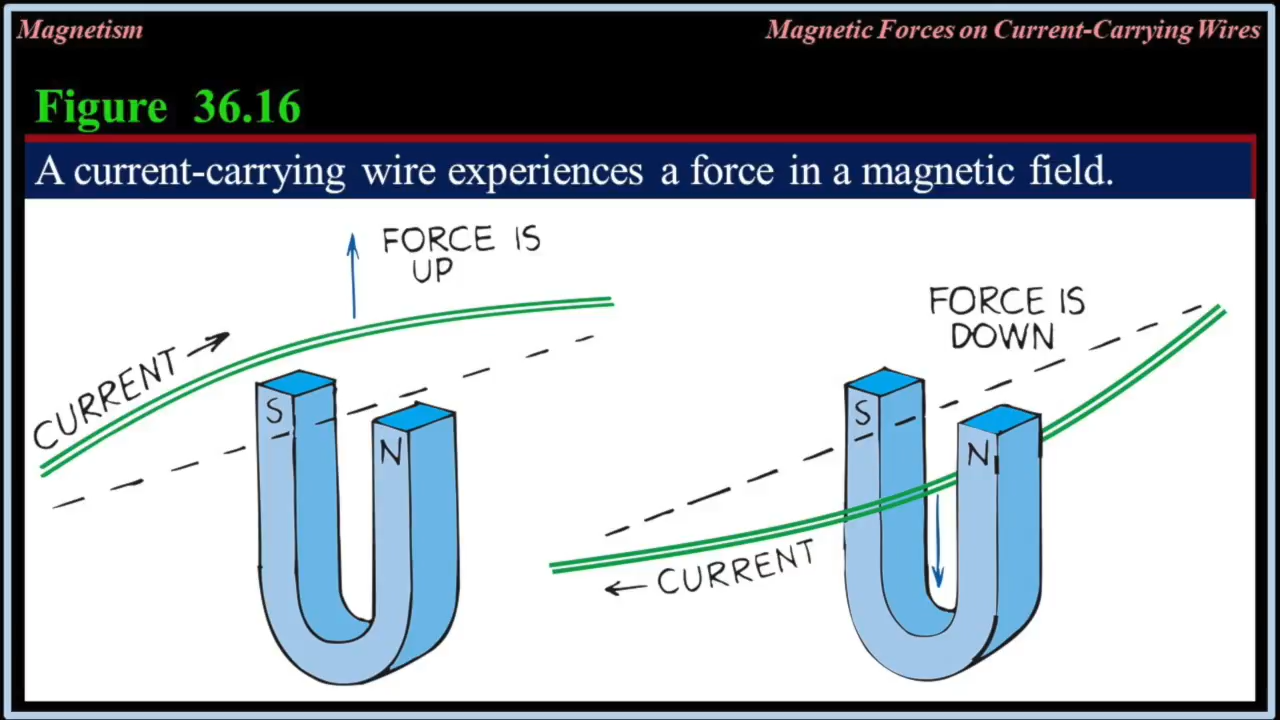 Magnetism
Magnetic Forces on Current-Carrying Wires
Figure 36.16
A current-carrying wire experiences a force in a magnetic field.
FORCE IS
UP
CURRENT
S
N
FORCE IS
DOWN
S
N
CURRENT